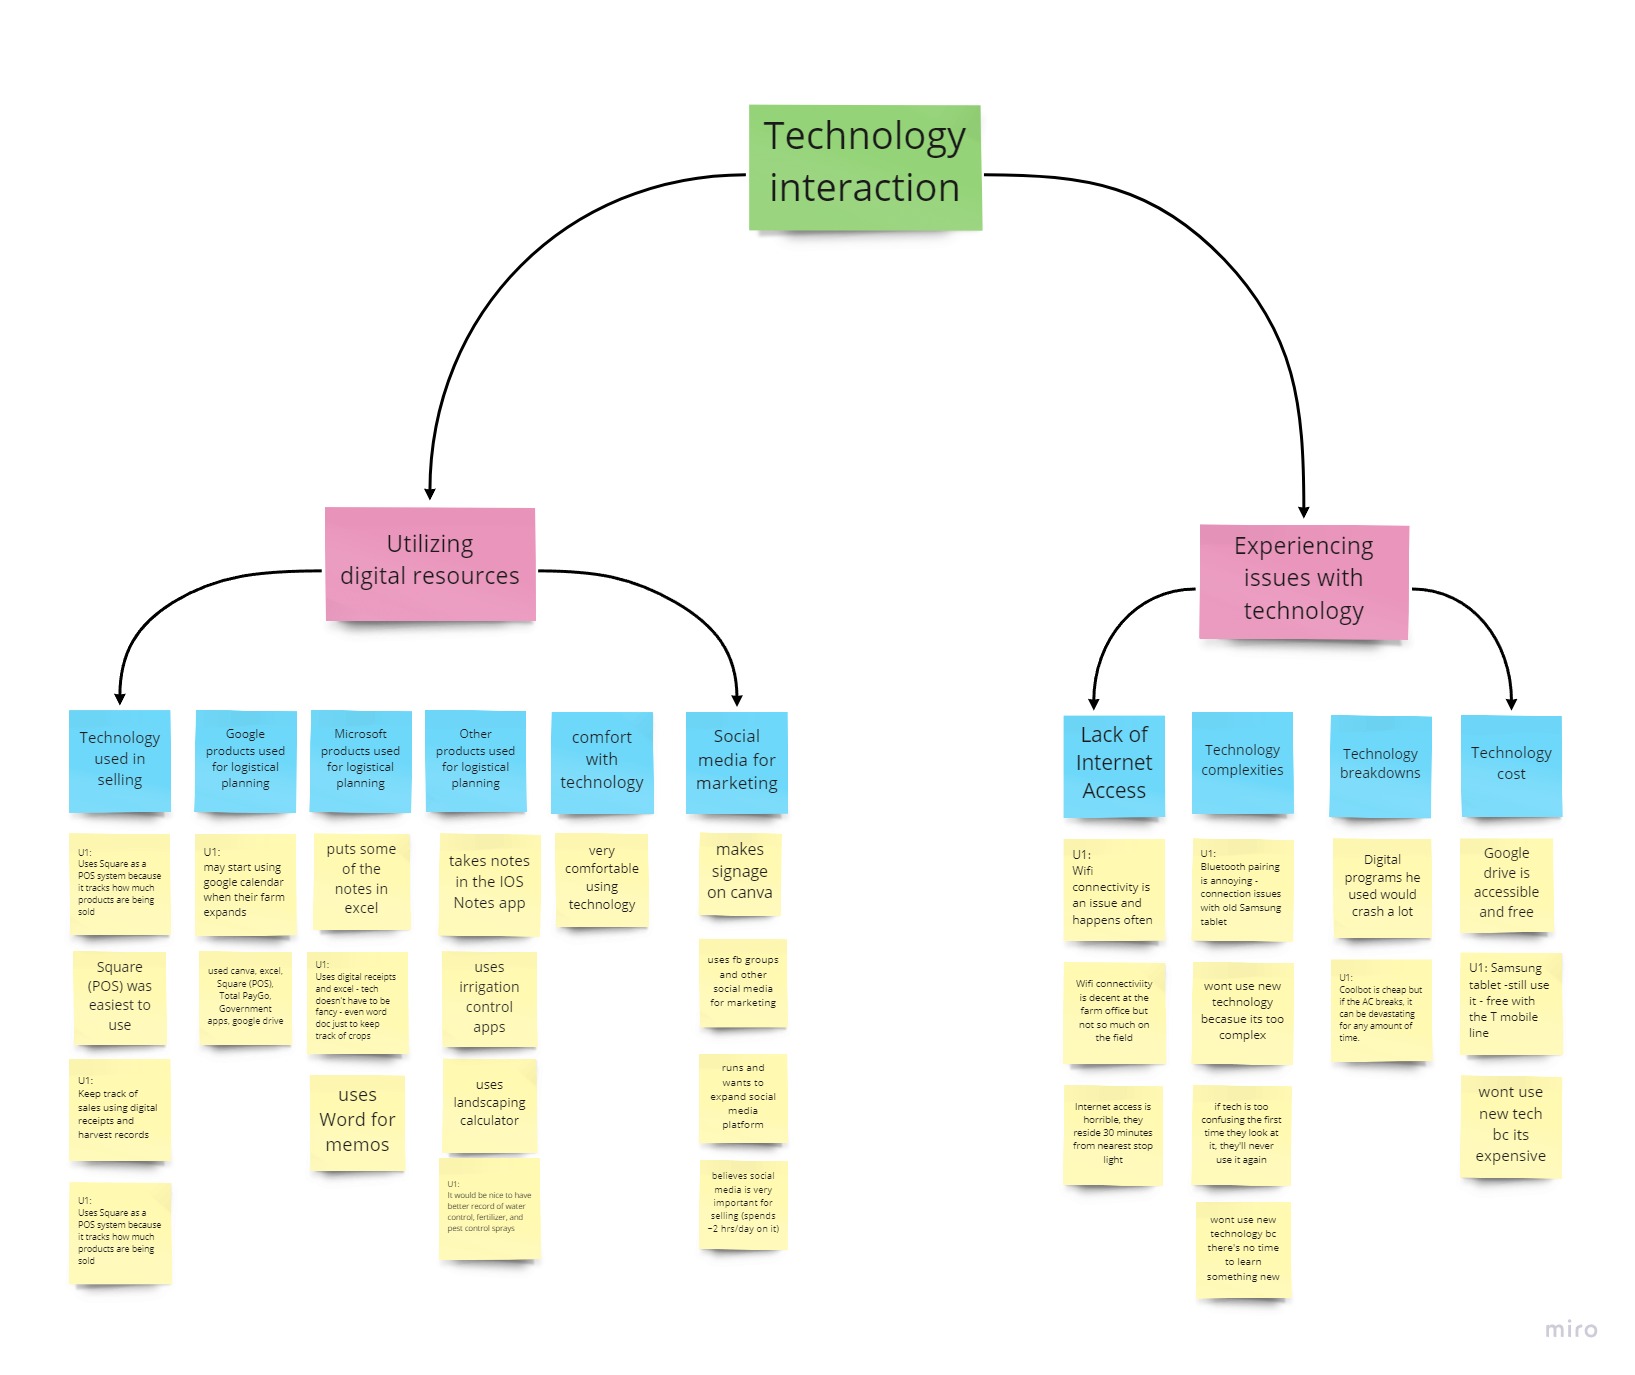 Technology
interaction
Utilizing
digital resources
Experiencing
issues with
technology
Technology
used in
selling
Google
products used
for logistical
planning
Microsoft
products used
for logistical
planning
Other
products used
for logistical
planning
comfort
with
technology
Social
media for
marketing
Lack of
Internet
Access
Technology
complexities
Technology
breakdowns
Technology
cost
U1:
Uses Square as a
POS system because
it tracks how much
products are being
sold
Square
(POS) was
easiest to
use
U1:
Keep track of
sales using digital
receipts and
harvest records
U1:
Uses Square as a
POS system because
it tracks how much
products are being
sold
U1:
may start using
google calendar
when their farm
expands
used canva, excel,
Square (POS),
Total PayGo,
Government
apps, google drive
puts some
of the
notes in
excel
U1:
Uses digital receipts
and excel - tech
doesn't have to be
fancy - even word
doc just to keep
track of crops
uses
Word for
memos
takes notes
in the IOS
Notes app
uses
irrigation
control
apps
uses
landscaping
calculator
U1:
It would be nice to have
better record of water
control, fertilizer, and
pest control sprays
very
comfortable
using
technology
makes
signage
on canva
uses fb groups
and other
social media
for marketing
runs and
wants to
expand social
media
platform
believes social
media is very
important for
selling (spends
~2 hrs/day on it)
U1:
Wifi
connectivity is
an issue and
happens often
Wifi connectiviity
is decent at the
farm office but
not so much on
the field
Internet access is
horrible, they
reside 30 minutes
from nearest stop
light
U1:
Bluetooth pairing
is annoying -
connection issues
with old Samsung
tablet
wont use new
technology
becasue its too
complex
if tech is too
confusing the first
time they look at
it, they'll never
use it again
wont use new
technology bc
there's no time
to learn
something new
Digital
programs he
used would
crash a lot
U1:
Coolbot is cheap but
if the AC breaks, it
can be devastating
for any amount of
time.
Google
drive is
accessible
and free
U1: Samsung
tablet -still use
it - free with
the T mobile
line
wont use
new tech
bc its
expensive
miro